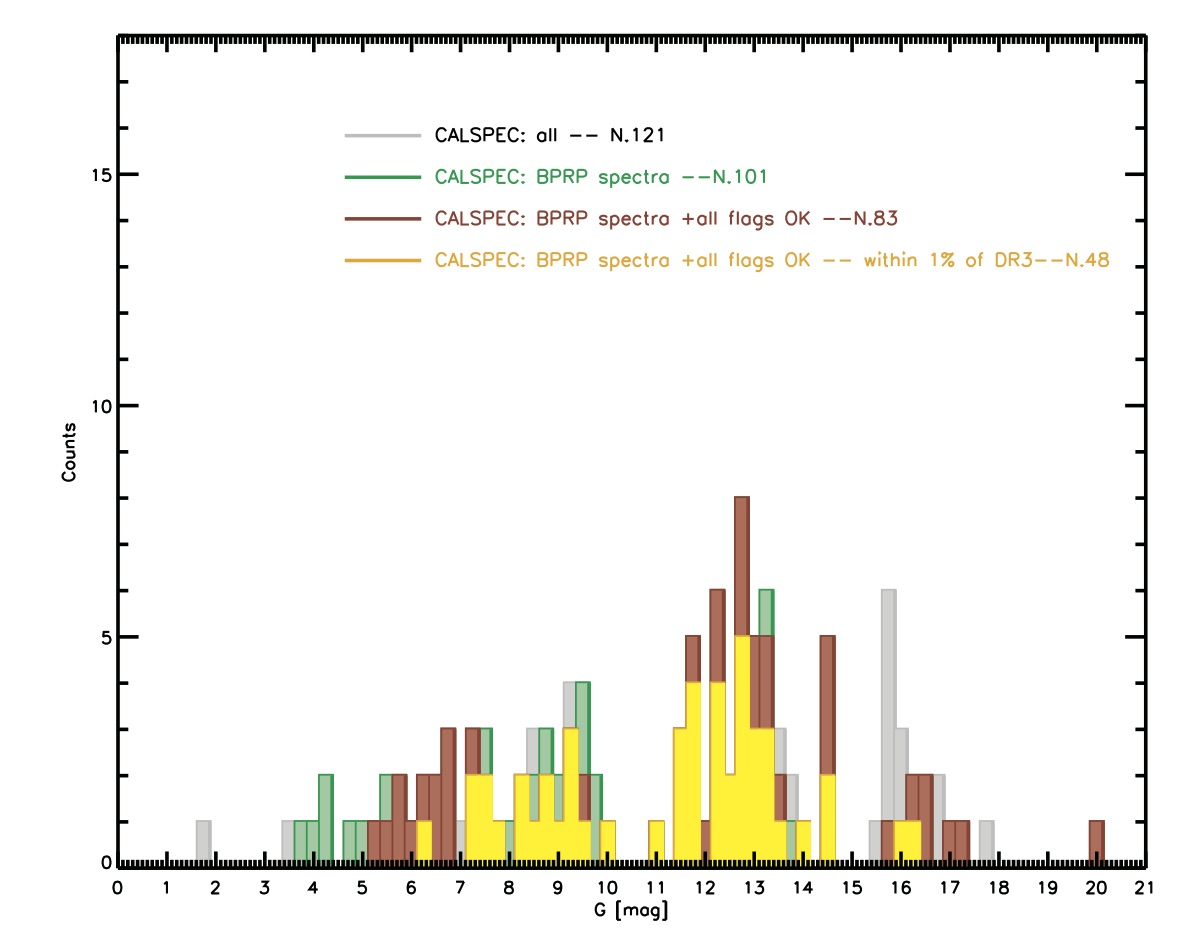 CALSPEC: all -- N.121
CALSPEC: BPRP spectra --N.101
15
CALSPEC: BPRP spectra +all flags OK --N.83
CALSPEC: BPRP spectra +all flags OK -- within 1% of DR3--N.48
10
Counts
5
0
0 1 2 3 4 5 6 7 8 9 10 11 12 13 14 15 16 17 18 19 20 21
G [mag]